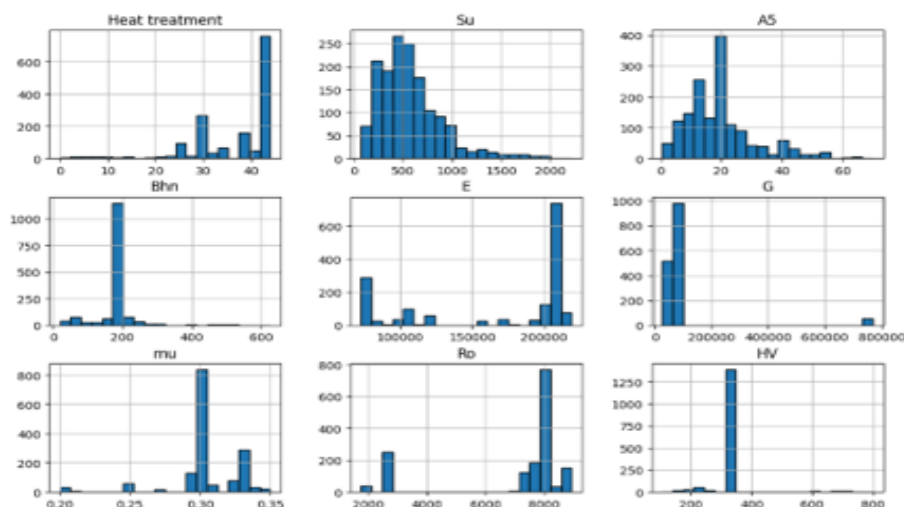 Heat treatment Su A5
600 400 200 0
250 200 150 100 50 0
400 300 200 100 0
0 10 20 30 40
0 500 1000 1500 2000
0 20 40 60
Bhn E G
1000 750 500 250 0
600 400 200 0
1000 800 600 400 200 0
0 200 400 600
100000 150000 200000
0 200000 400000 600000 800000
mu Ro HV
800 600 400 200 0
800 600 400 200 0
1250 1000 750 500 250 0
0.20 0.25 0.30 0.35
2000 4000 6000 8000
200 400 600 800